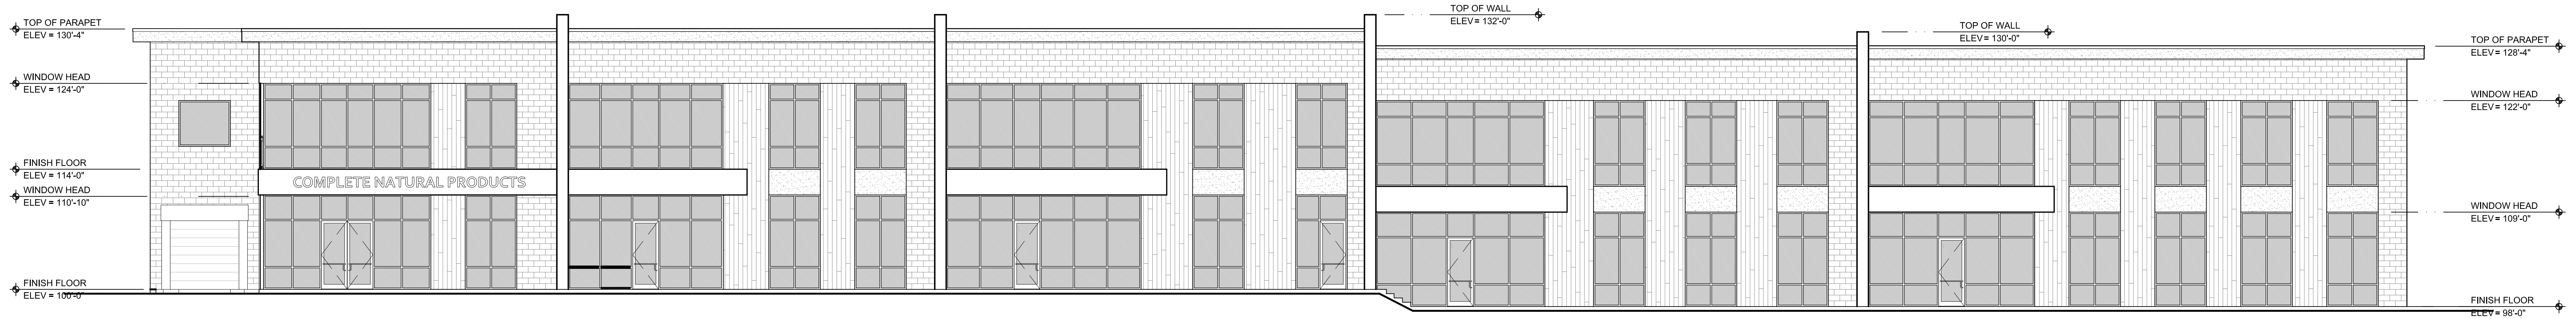 TOP OF PARAPET
ELEV = 130'-4"
WINDOW HEAD
ELEV = 124'-0"
FINISH FLOOR
ELEV = 114'-0"
WINDOW HEAD
ELEV = 110'-10"
FINISH FLOOR
ELEV = 100'-0"
COMPLETE NATURAL PRODUCTS
TOP OF WALL
ELEV = 132'-0"
TOP OF WALL
ELEV = 130'-0"
TOP OF PARAPET
ELEV = 128'-4"
WINDOW HEAD
ELEV = 122'-0"
WINDOW HEAD
ELEV = 109'-0"
FINISH FLOOR
ELEV = 98'-0"